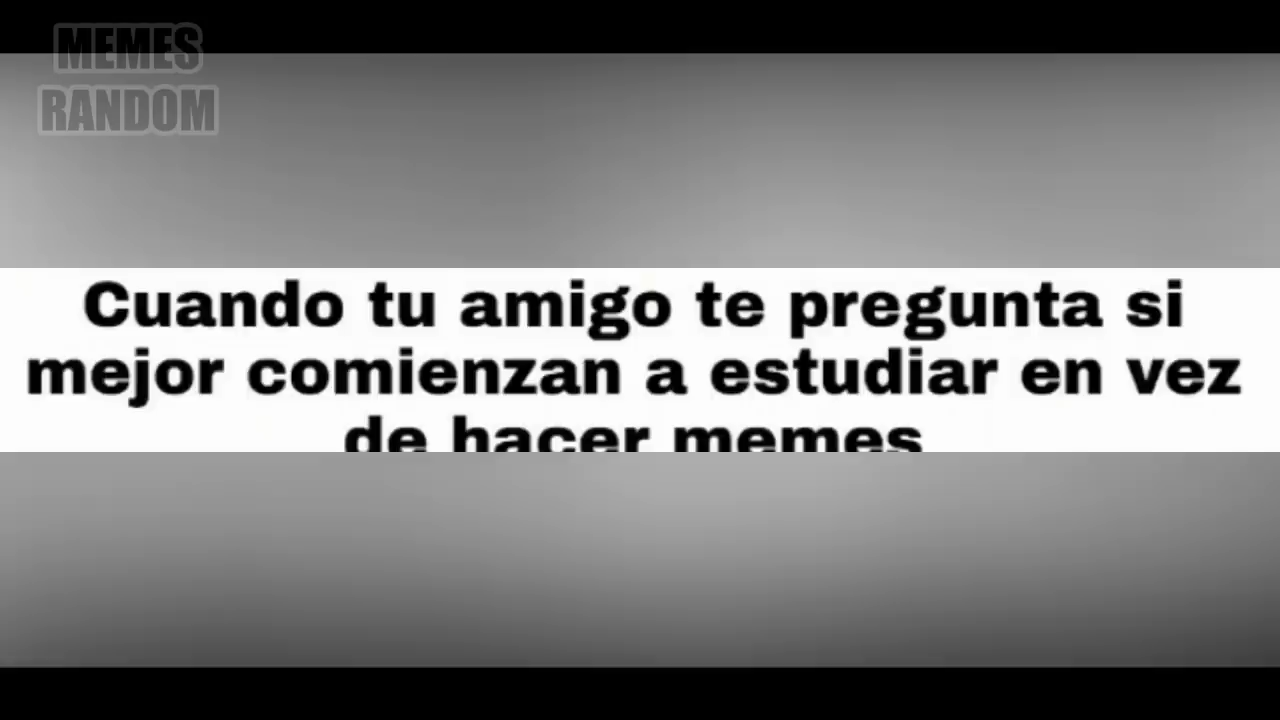 MEMES
RANDOM
Cuando tu amigo te pregunta si
mejor comienzan a estudiar en vez
de hacer memes